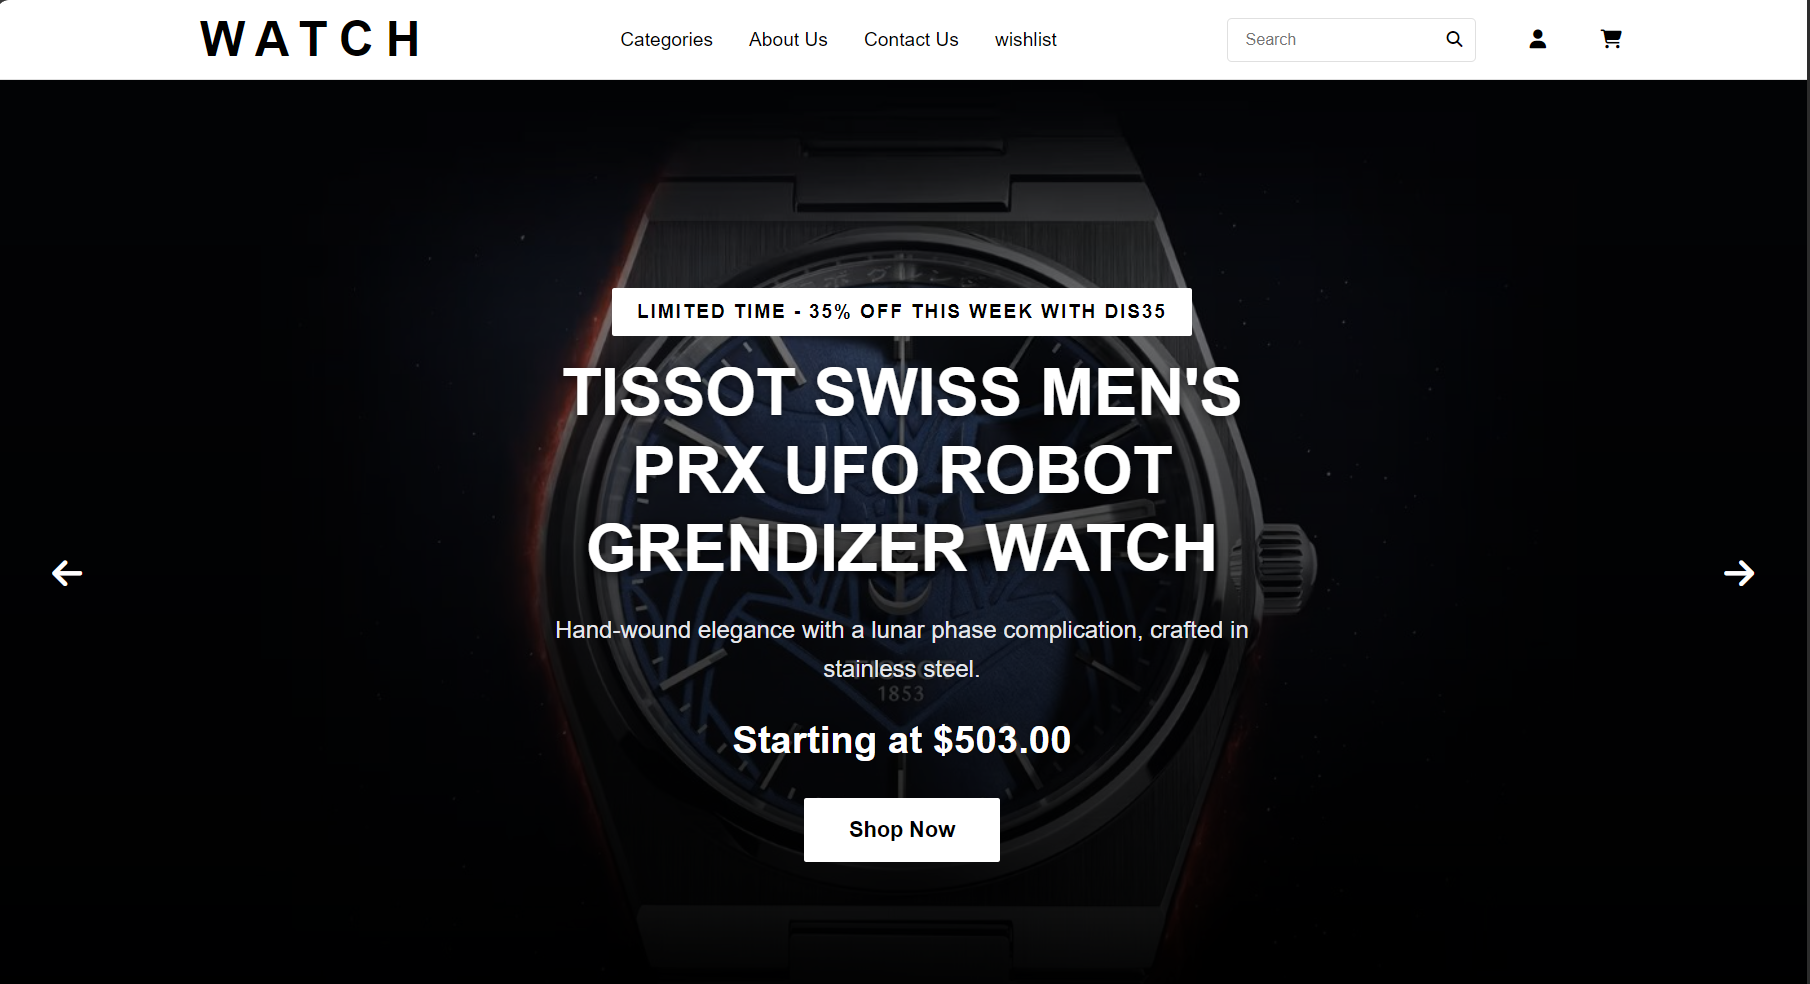 WATCH
Categories About Us Contact Us wishlist Search
LIMITED TIME - 35% OFF THIS WEEK WITH DIS35
TISSOT SWISS MEN'S
PRX UFO ROBOT
GRENDIZER WATCH
Hand-wound elegance with a lunar phase complication, crafted in
stainless steel.
TISSOT
1853
Starting at $503.00
Shop Now